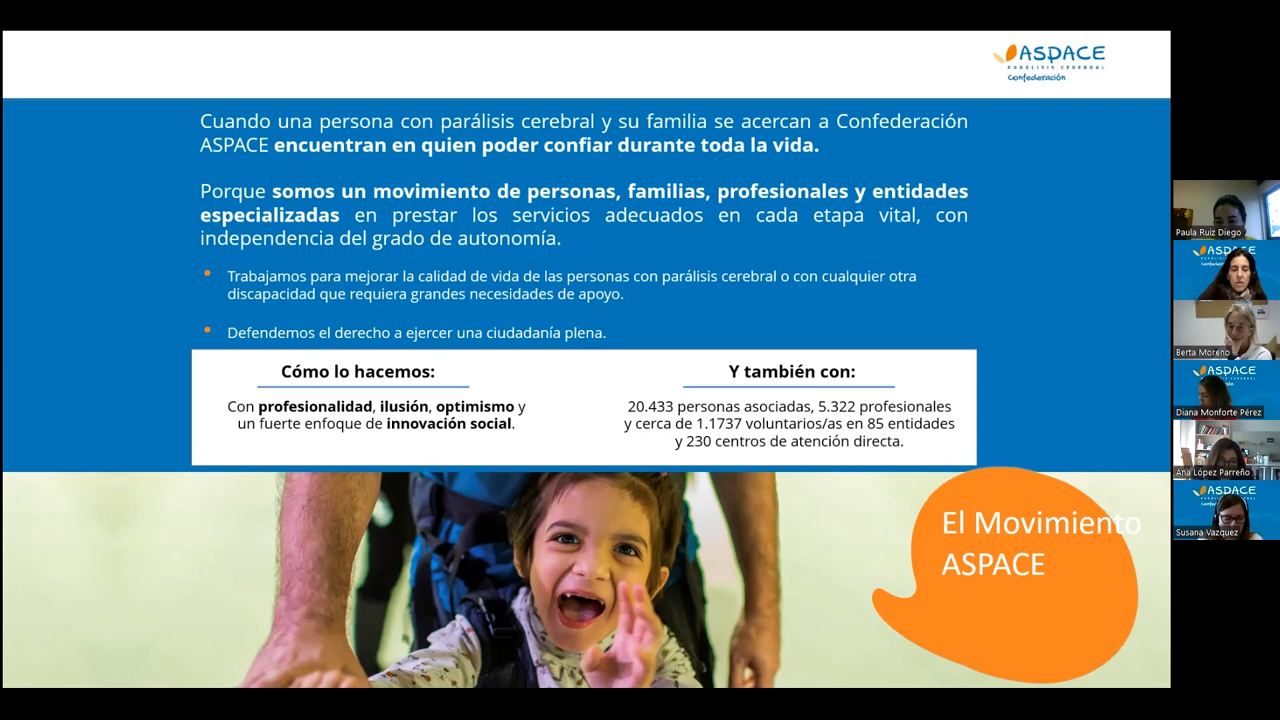 ASPACE
PARÁLISIS CEREBRAL
Confederación
Cuando una persona con parálisis cerebral y su familia se acercan a Confederación
ASPACE encuentran en quien poder confiar durante toda la vida.
Porque somos un movimiento de personas, familias, profesionales y entidades
especializadas en prestar los servicios adecuados en cada etapa vital, con
independencia del grado de autonomía.
Trabajamos para mejorar la calidad de vida de las personas con parálisis cerebral o con cualquier otra
discapacidad que requiera grandes necesidades de apoyo.
Defendemos el derecho a ejercer una ciudadanía plena.
Cómo lo hacemos:
Con profesionalidad, ilusión, optimismo y
un fuerte enfoque de innovación social.
Y también con:
20.433 personas asociadas, 5.322 profesionales
y cerca de 1.1737 voluntarios/as en 85 entidades
y 230 centros de atención directa.
El Movimiento
ASPACE
Paula Ruiz Diego
ASPACE
Berta Moreno
ASPACE
Diana Monforte Pérez
Ana López Parreño
ASPACE
Susana Vazquez